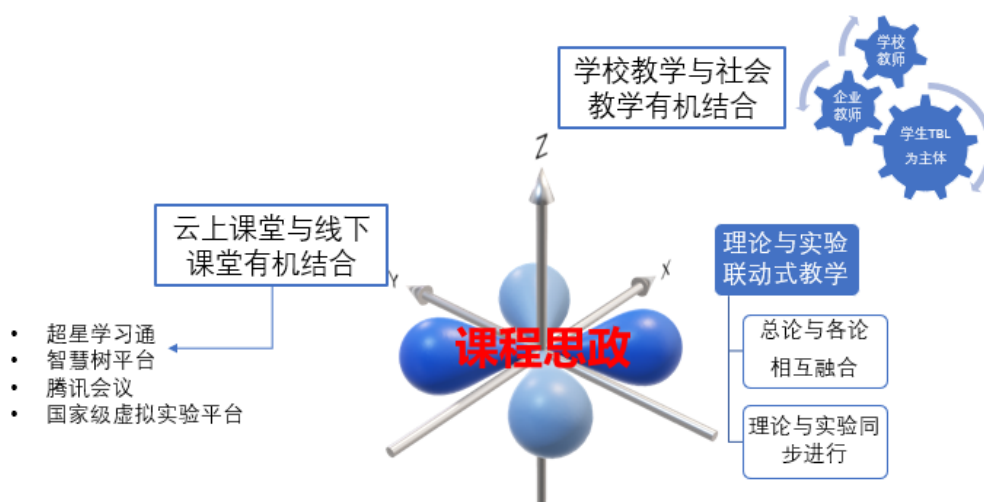 学校教学与社会
教学有机结合
学校
教师
企业
教师
学生TBL
为主体
Z
云上课堂与线下
课堂有机结合
Y
X
理论与实验
联动式教学
• 超星学习通
• 智慧树平台
• 腾讯会议
• 国家级虚拟实验平台
课程思政
总论与各论
相互融合
理论与实验同
步进行